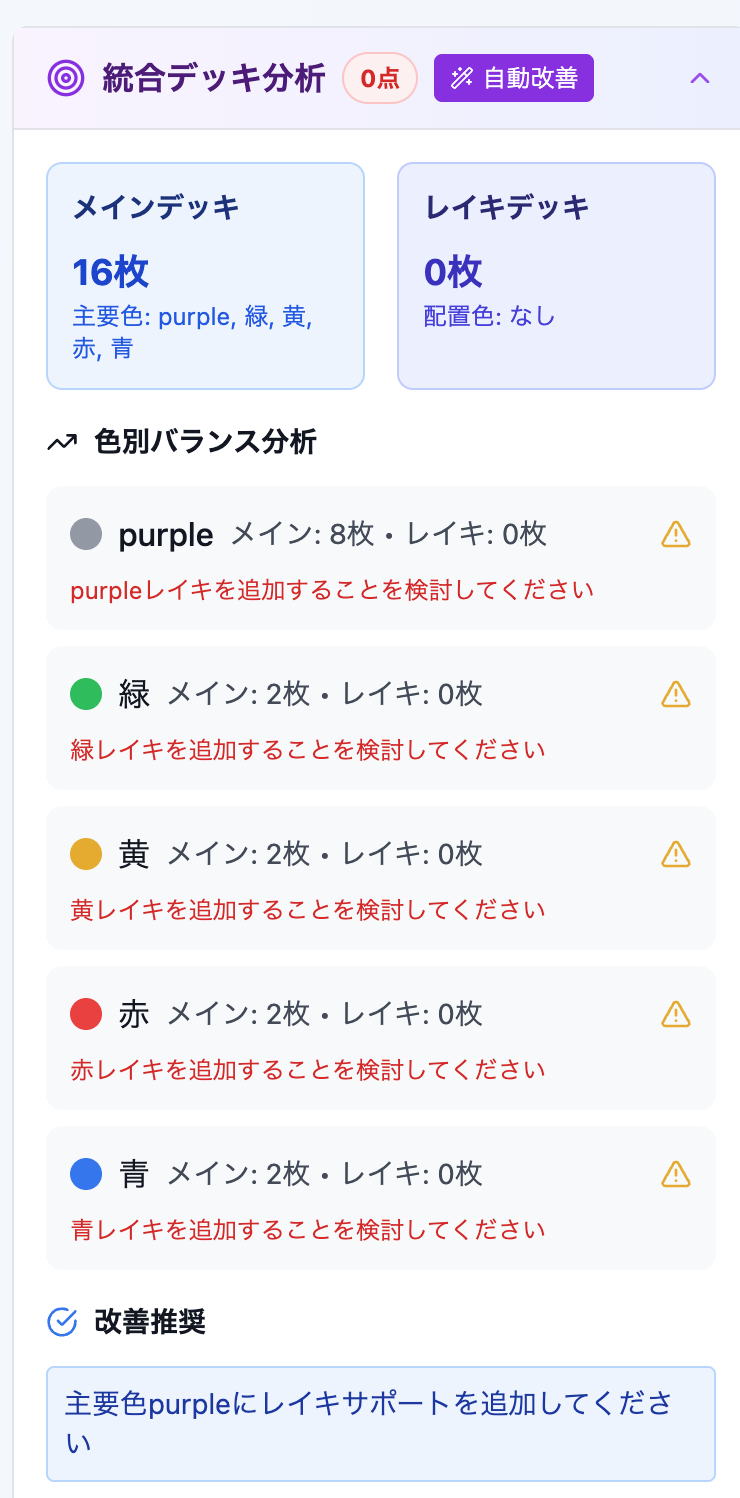 統合デッキ分析 0点 自動改善
メインデッキ
16枚
主要色: purple, 緑, 黄,
赤, 青
レイキデッキ
0枚
配置色: なし
色別バランス分析
purple メイン: 8枚 • レイキ: 0枚
purpleレイキを追加することを検討してください
緑 メイン: 2枚 • レイキ: 0枚
緑レイキを追加することを検討してください
黄 メイン: 2枚 • レイキ: 0枚
黄レイキを追加することを検討してください
赤 メイン: 2枚 • レイキ: 0枚
赤レイキを追加することを検討してください
青 メイン: 2枚 • レイキ: 0枚
青レイキを追加することを検討してください
改善推奨
主要色purpleにレイキサポートを追加してくださ
い